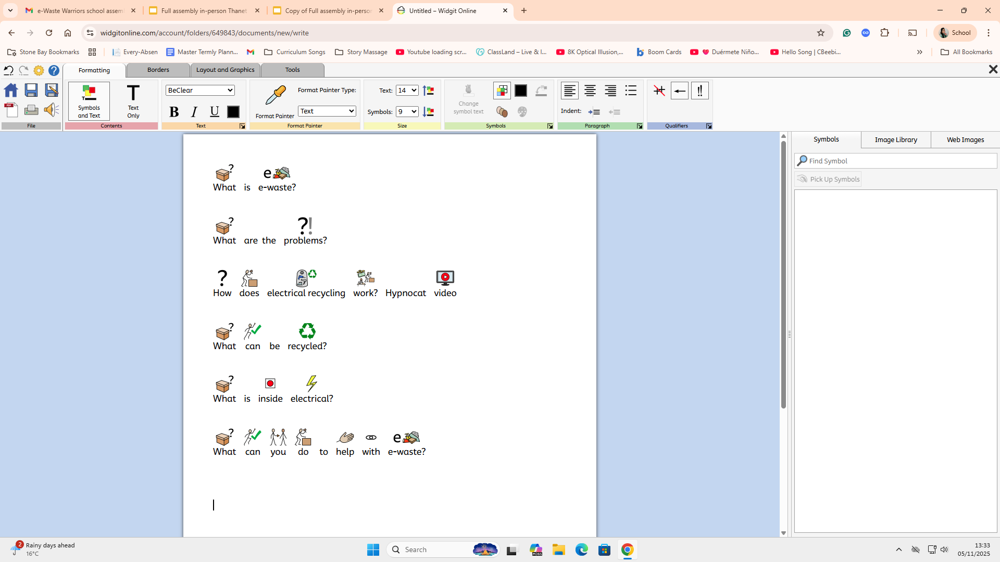 e-Waste Warriors school assem
Full assembly in-person Thanet
Copy of Full assembly in-person
Untitled – Widgit Online
widgitonline.com/account/folders/649843/documents/new/write
School
Stone Bay Bookmarks
Every-Absen
Master Termly Plann...
Curriculum Songs
Story Massage
Youtube loading scr...
ClassLand – Live & I...
8K Optical Illusion,...
Boom Cards
Duérmete Niño...
Hello Song | CBeebi...
All Bookmarks
Formatting
Borders
Layout and Graphics
Tools
Symbols and Text
Text Only
BeClear
B I U
Format Painter
Format Painter Type:
Text
Text: 14
Symbols: 9
Change symbol text
Indent:
File
Contents
Text
Format Painter
Size
Symbols
Paragraph
Qualifiers
Symbols
Image Library
Web Images
Find Symbol
Pick Up Symbols
What is e-waste?
What are the problems?
How does electrical recycling work? Hypnocat video
What can be recycled?
What is inside electrical?
What can you do to help with e-waste?
2
Rainy days ahead
16°C
Search
M365
13:33
05/11/2025